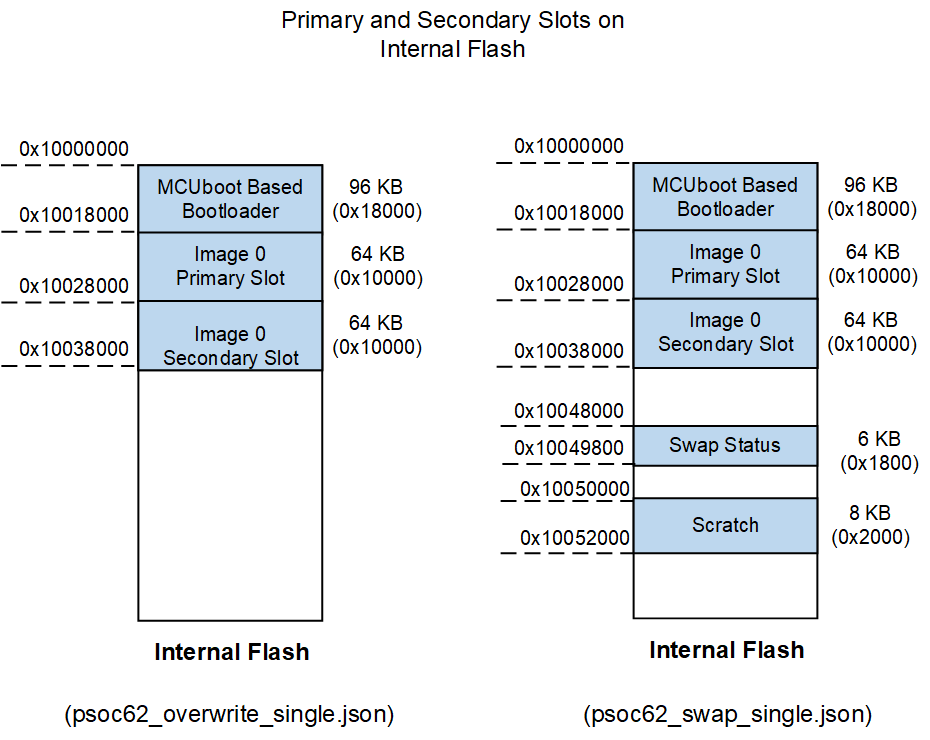 Primary and Secondary Slots on
Internal Flash
0x10000000
MCUboot Based
Bootloader
96 KB
(0x18000)
0x10018000
Image 0
Primary Slot
64 KB
(0x10000)
0x10028000
Image 0
Secondary Slot
64 KB
(0x10000)
0x10038000
Internal Flash
(psoc62_overwrite_single.json)
0x10000000
MCUboot Based
Bootloader
96 KB
(0x18000)
0x10018000
Image 0
Primary Slot
64 KB
(0x10000)
0x10028000
Image 0
Secondary Slot
64 KB
(0x10000)
0x10038000
0x10048000
Swap Status
6 KB
(0x1800)
0x10049800
0x10050000
Scratch
8 KB
(0x2000)
0x10052000
Internal Flash
(psoc62_swap_single.json)